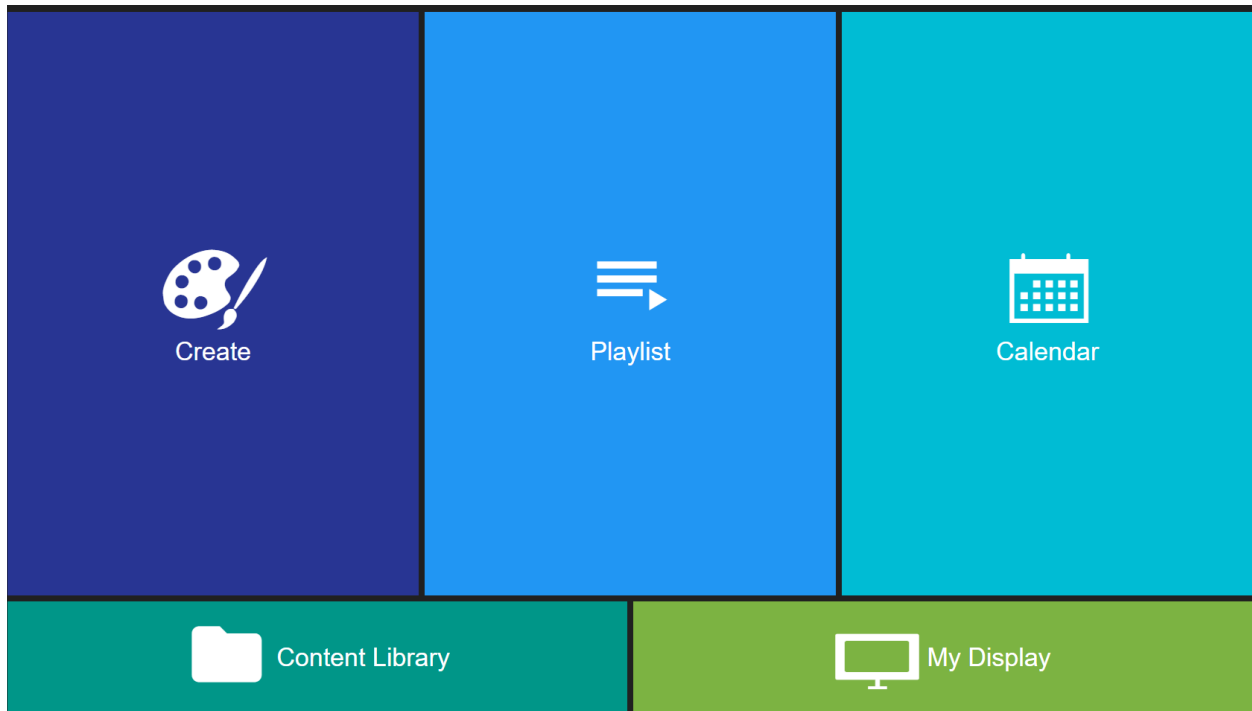 Create
Playlist
Calendar
Content Library
My Display